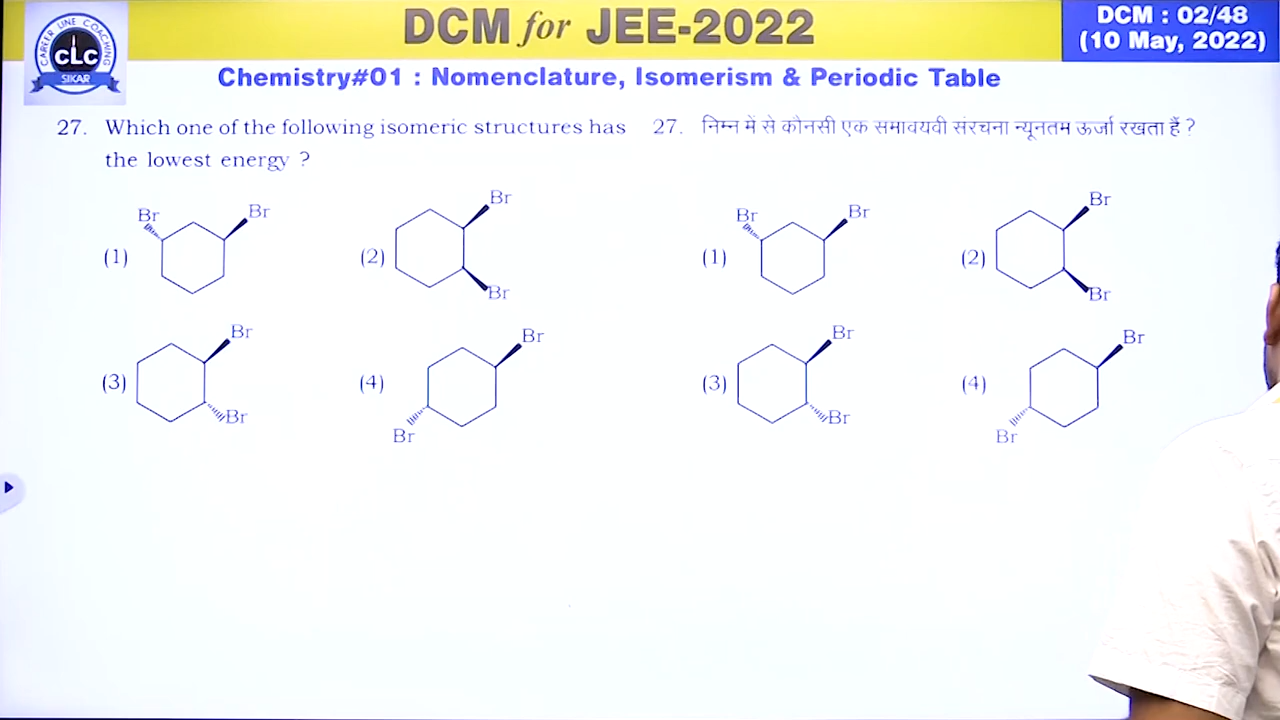 DCM for JEE-2022
DCM : 02/48
(10 May, 2022)
CAREER LINE COACHING
CLC
SIKAR
Chemistry#01 : Nomenclature, Isomerism & Periodic Table
27. Which one of the following isomeric structures has
the lowest energy ?
Br
Br
(1)
Br
(2)
Br
Br
(3)
Br
Br
(4)
Br
27. निम्न में से कौनसी एक समावयवी संरचना न्यूनतम ऊर्जा रखता हैं ?
Br
Br
(1)
Br
(2)
Br
Br
(3)
Br
Br
(4)
Br